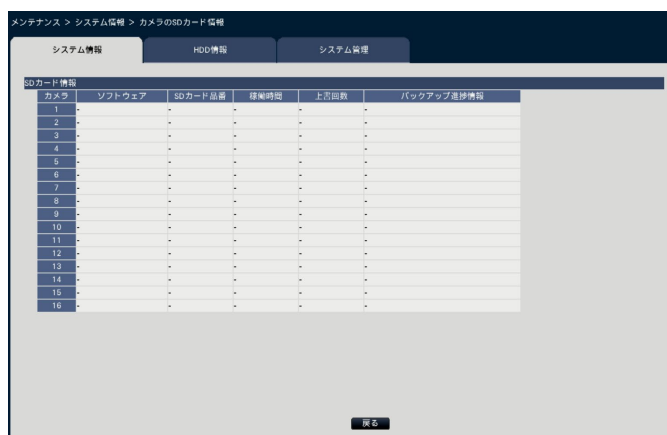 メンテナンス > システム情報 > カメラのSDカード情報
システム情報 HDD情報 システム管理
SDカード情報
カメラ ソフトウェア SDカード品番 稼働時間 上書回数 バックアップ進捗情報
1 - - - - -
2 - - - - -
3 - - - - -
4 - - - - -
5 - - - - -
6 - - - - -
7 - - - - -
8 - - - - -
9 - - - - -
10 - - - - -
11 - - - - -
12 - - - - -
13 - - - - -
14 - - - - -
15 - - - - -
16 - - - - -
戻る